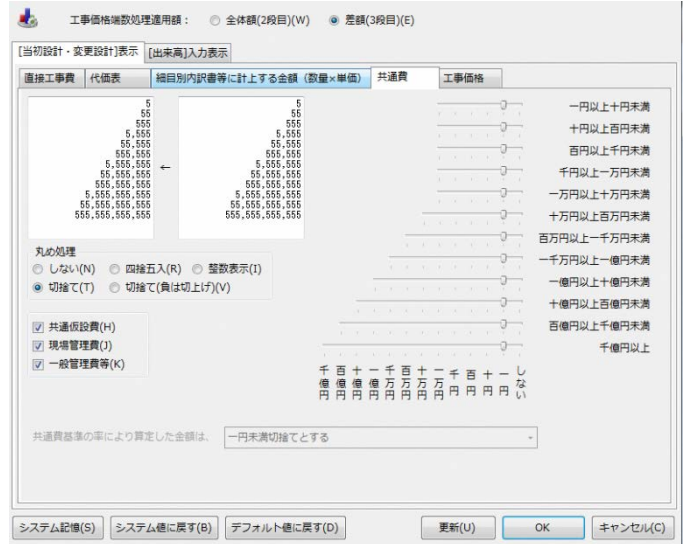 工事価格端数処理適用額： 全体額(2段目)(W) 差額(3段目)(E)
[当初設計・変更設計]表示 [出来高]入力表示
直接工事費 代価表 細目別内訳書等に計上する金額（数量×単価） 共通費 工事価格
5
55
555
5,555
55,555
555,555
5,555,555
55,555,555
555,555,555
5,555,555,555
55,555,555,555
555,555,555,555
←
5
55
555
5,555
55,555
555,555
5,555,555
55,555,555
555,555,555
5,555,555,555
55,555,555,555
555,555,555,555
一円以上十円未満
十円以上百円未満
百円以上千円未満
千円以上一万円未満
一万円以上十万円未満
十万円以上百万円未満
百万円以上一千万円未満
一千万円以上一億円未満
一億円以上十億円未満
十億円以上百億円未満
百億円以上千億円未満
千億円以上
千億円 百億円 十億円 一億円 千万円 百万円 十万円 一万円 千円 百円 十円 一円 しない
丸め処理
しない(N) 四捨五入(R) 整数表示(I)
切捨て(T) 切捨て(負は切上げ)(V)
共通仮設費(H)
現場管理費(J)
一般管理費等(K)
共通費基準の率により算定した金額は、 一円未満切捨てとする
システム記憶(S) システム値に戻す(B) デフォルト値に戻す(D) 更新(U) OK キャンセル(C)